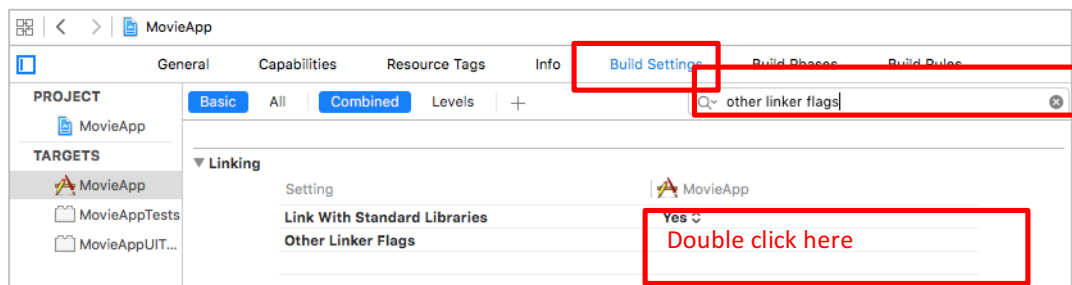 MovieApp
General Capabilities Resource Tags Info Build Settings Build Phases Build Rules
PROJECT
MovieApp
TARGETS
MovieApp
MovieAppTests
MovieAppUIT...
Basic All Combined Levels +
other linker flags
Linking
Setting MovieApp
Link With Standard Libraries Yes
Other Linker Flags
Double click here